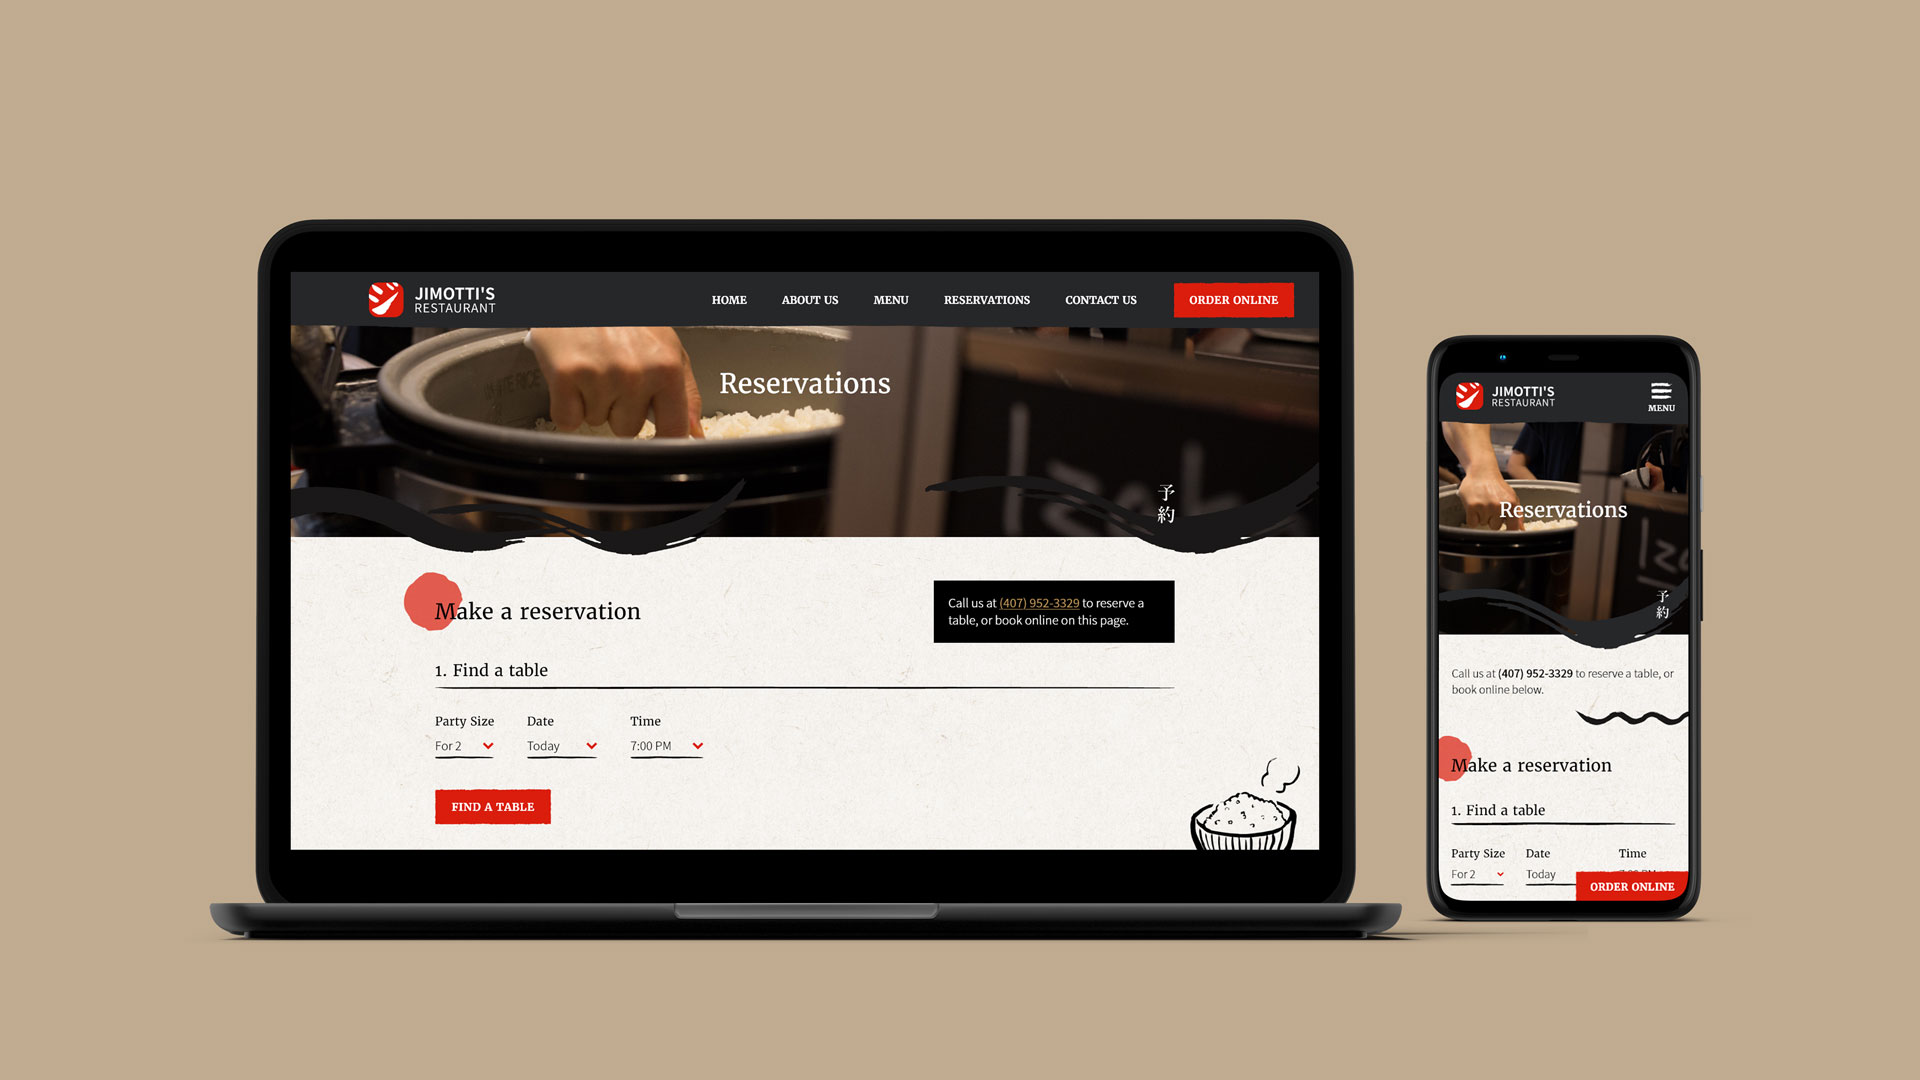 JIMOTTI'S
RESTAURANT
HOME ABOUT US MENU RESERVATIONS CONTACT US ORDER ONLINE
Reservations
予
約
Make a reservation
Call us at (407) 952-3329 to reserve a
table, or book online on this page.
1. Find a table
Party Size Date Time
For 2 Today 7:00 PM
FIND A TABLE
JIMOTTI'S
RESTAURANT
MENU
Reservations
予
約
Call us at (407) 952-3329 to reserve a table, or
book online below.
Make a reservation
1. Find a table
Party Size Date Time
For 2 Today
ORDER ONLINE